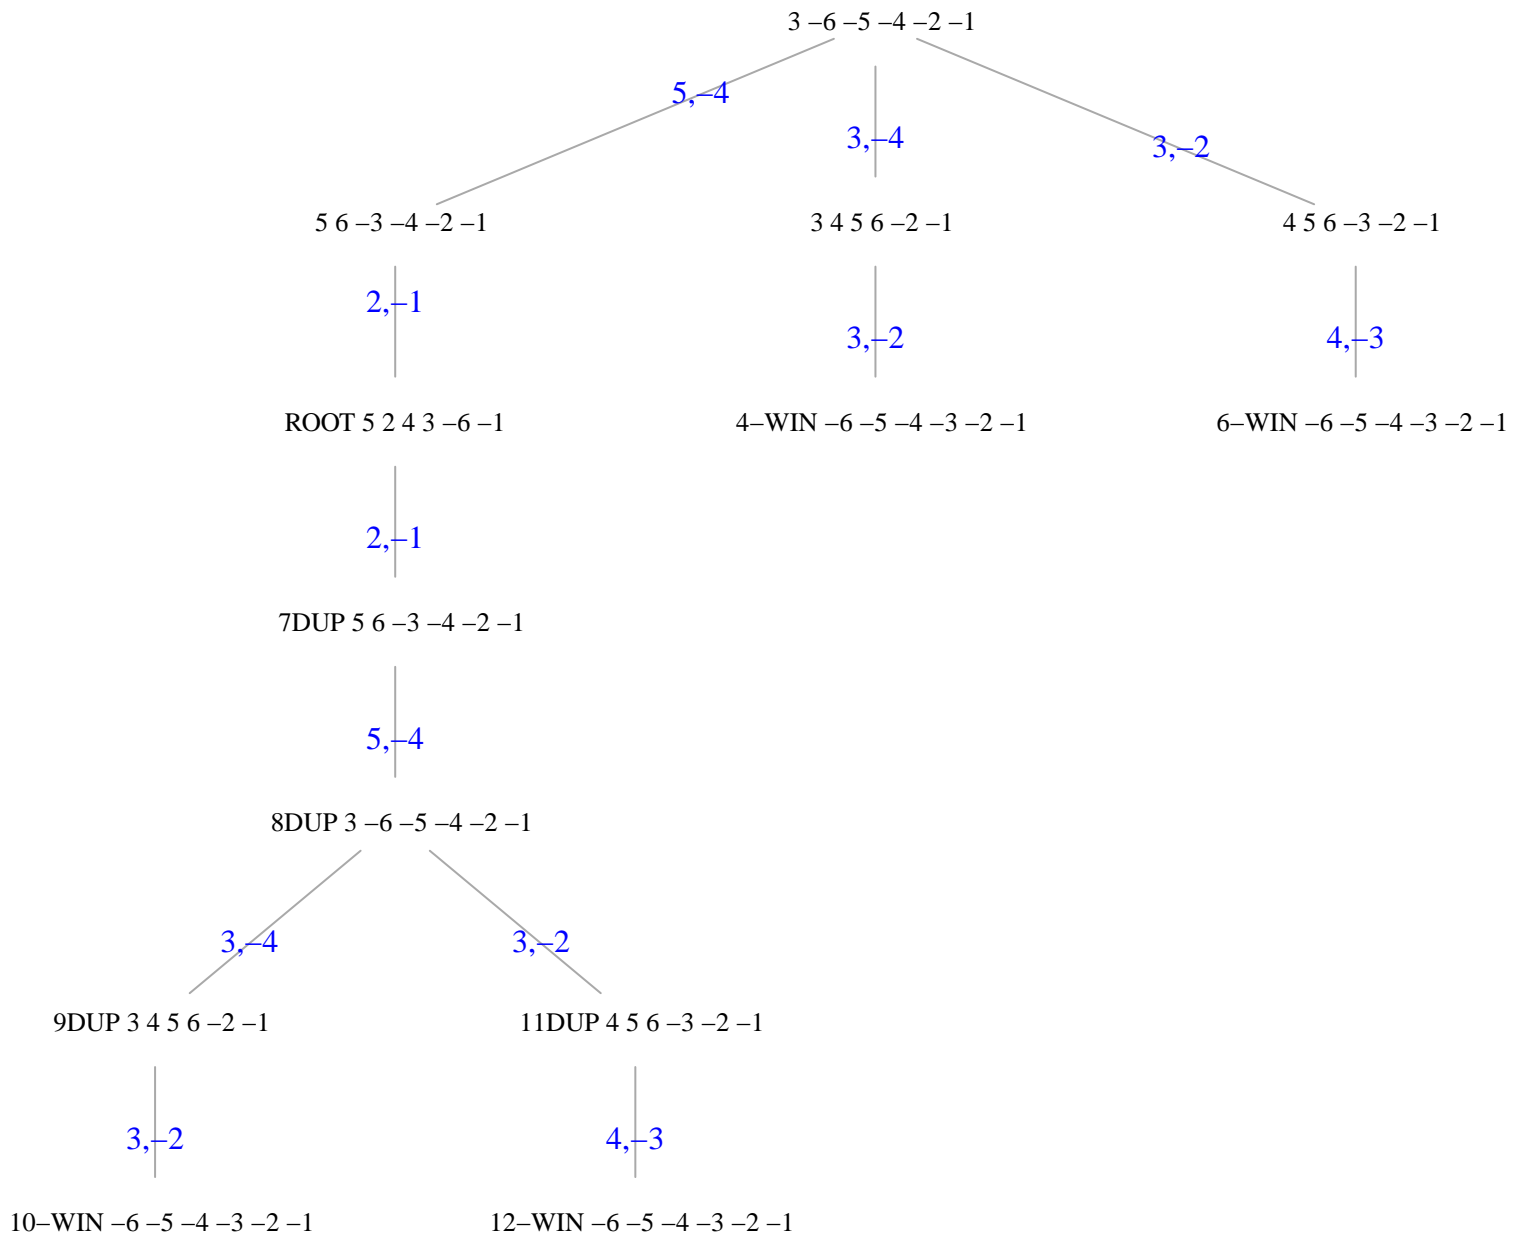 3 –6 –5 –4 –2 –1
5,–4
3,–4
3,–2
5 6 –3 –4 –2 –1
3 4 5 6 –2 –1
4 5 6 –3 –2 –1
2,–1
3,–2
4,–3
ROOT 5 2 4 3 –6 –1
4–WIN –6 –5 –4 –3 –2 –1
6–WIN –6 –5 –4 –3 –2 –1
2,–1
7DUP 5 6 –3 –4 –2 –1
5,–4
8DUP 3 –6 –5 –4 –2 –1
3,–4
3,–2
9DUP 3 4 5 6 –2 –1
11DUP 4 5 6 –3 –2 –1
3,–2
4,–3
10–WIN –6 –5 –4 –3 –2 –1
12–WIN –6 –5 –4 –3 –2 –1